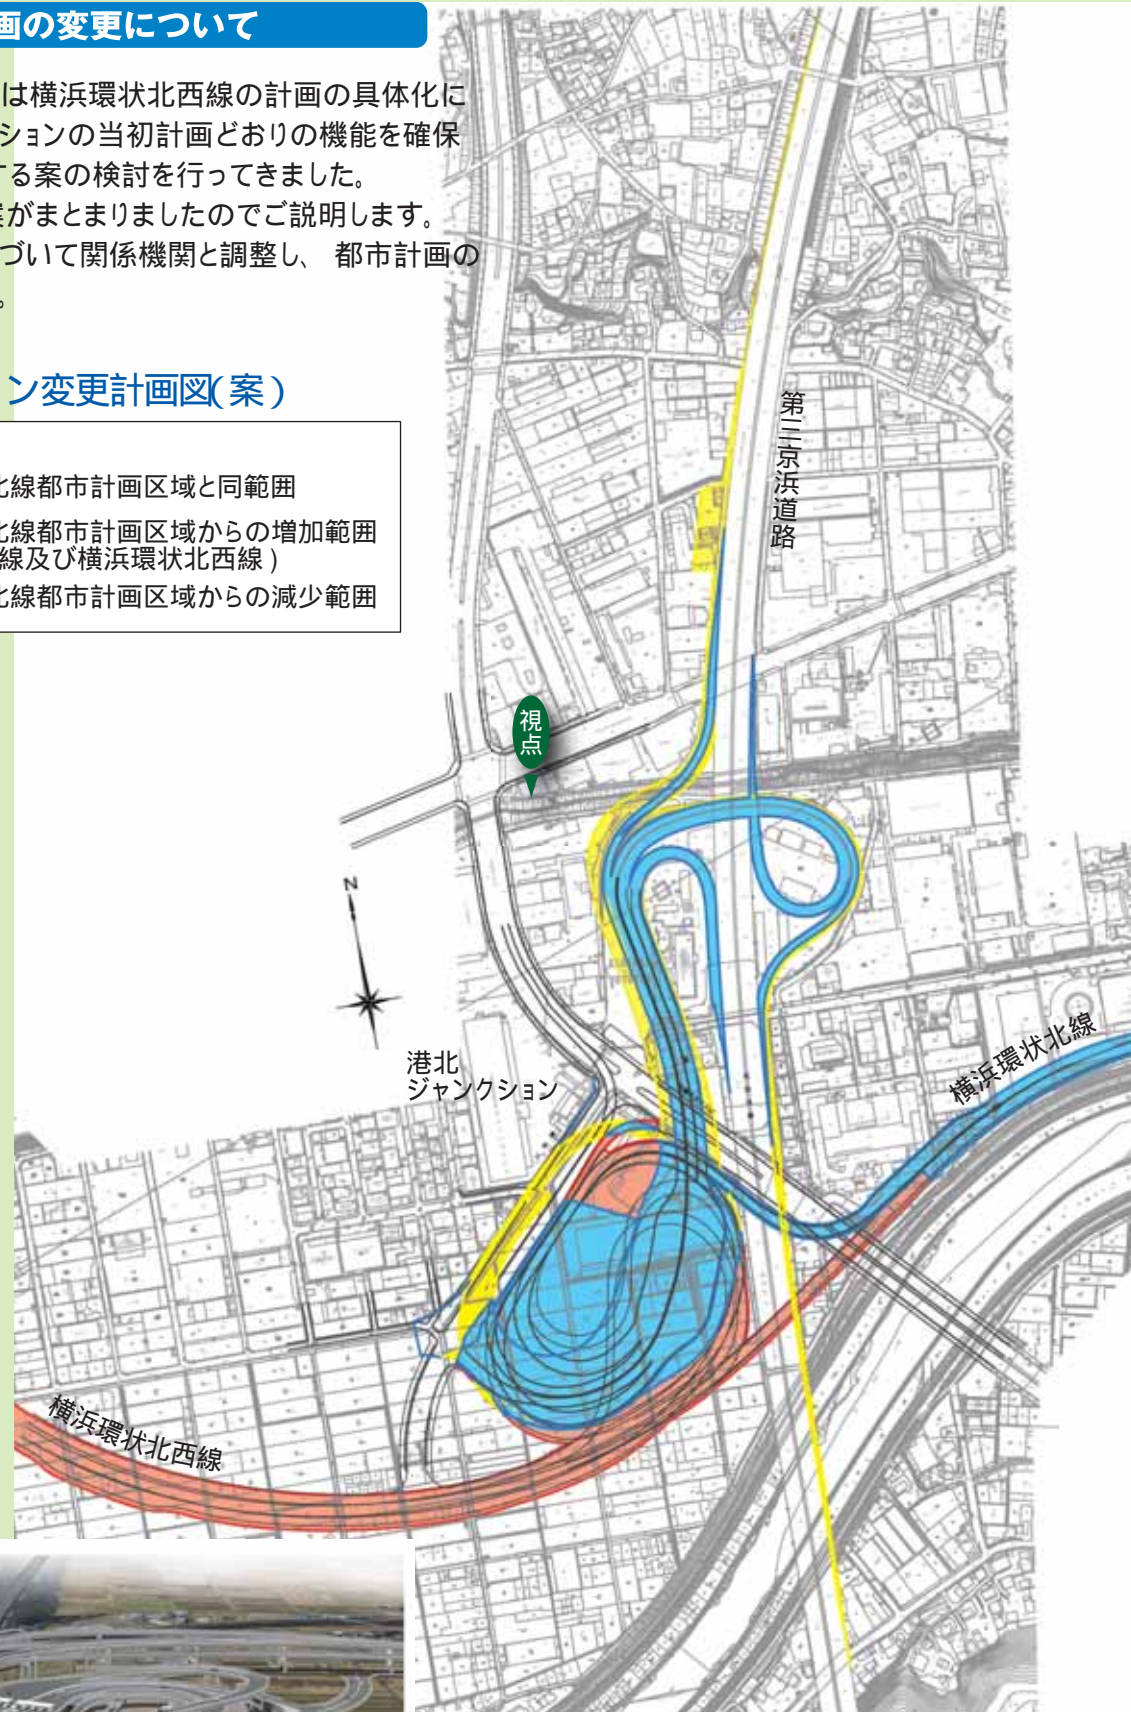 画の変更について
は横浜環状北西線の計画の具体化に
ションの当初計画どおりの機能を確保
する案の検討を行ってきました。
案がまとまりましたのでご説明します。
づいて関係機関と調整し、都市計画の
。
ン変更計画図(案)
北線都市計画区域と同範囲
北線都市計画区域からの増加範囲
線及び横浜環状北西線)
北線都市計画区域からの減少範囲
第三京浜道路
視点
N
港北
ジャンクション
横浜環状北線
横浜環状北西線